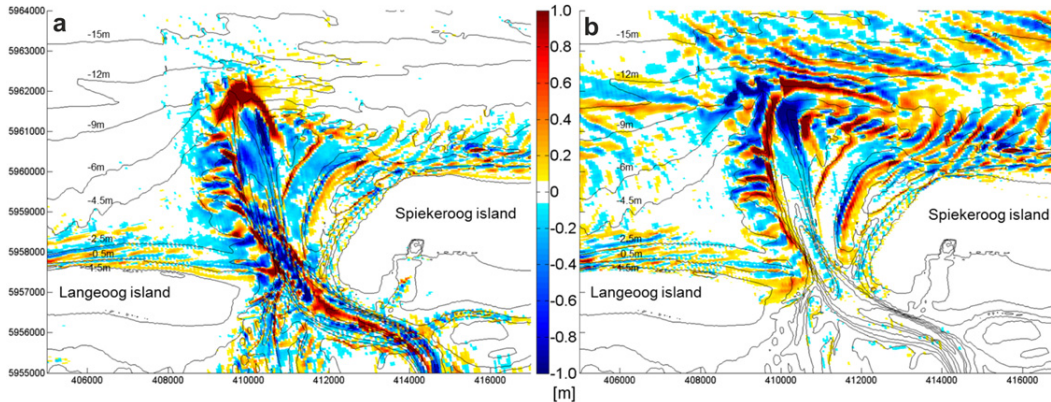 a
b
5964000
5963000
5962000
5961000
5960000
5959000
5958000
5957000
5956000
5955000
-15m
-12m
-9m
-6m
-4.5m
-2.5m
-0.5m
1.5m
Spiekeroog island
Langeoog island
406000 408000 410000 412000 414000 416000
1.0
0.8
0.6
0.4
0.2
0
-0.2
-0.4
-0.6
-0.8
-1.0
[m]
-15m
-12m
-9m
-6m
-4.5m
-2.5m
-0.5m
1.5m
Spiekeroog island
Langeoog island
406000 408000 410000 412000 414000 416000